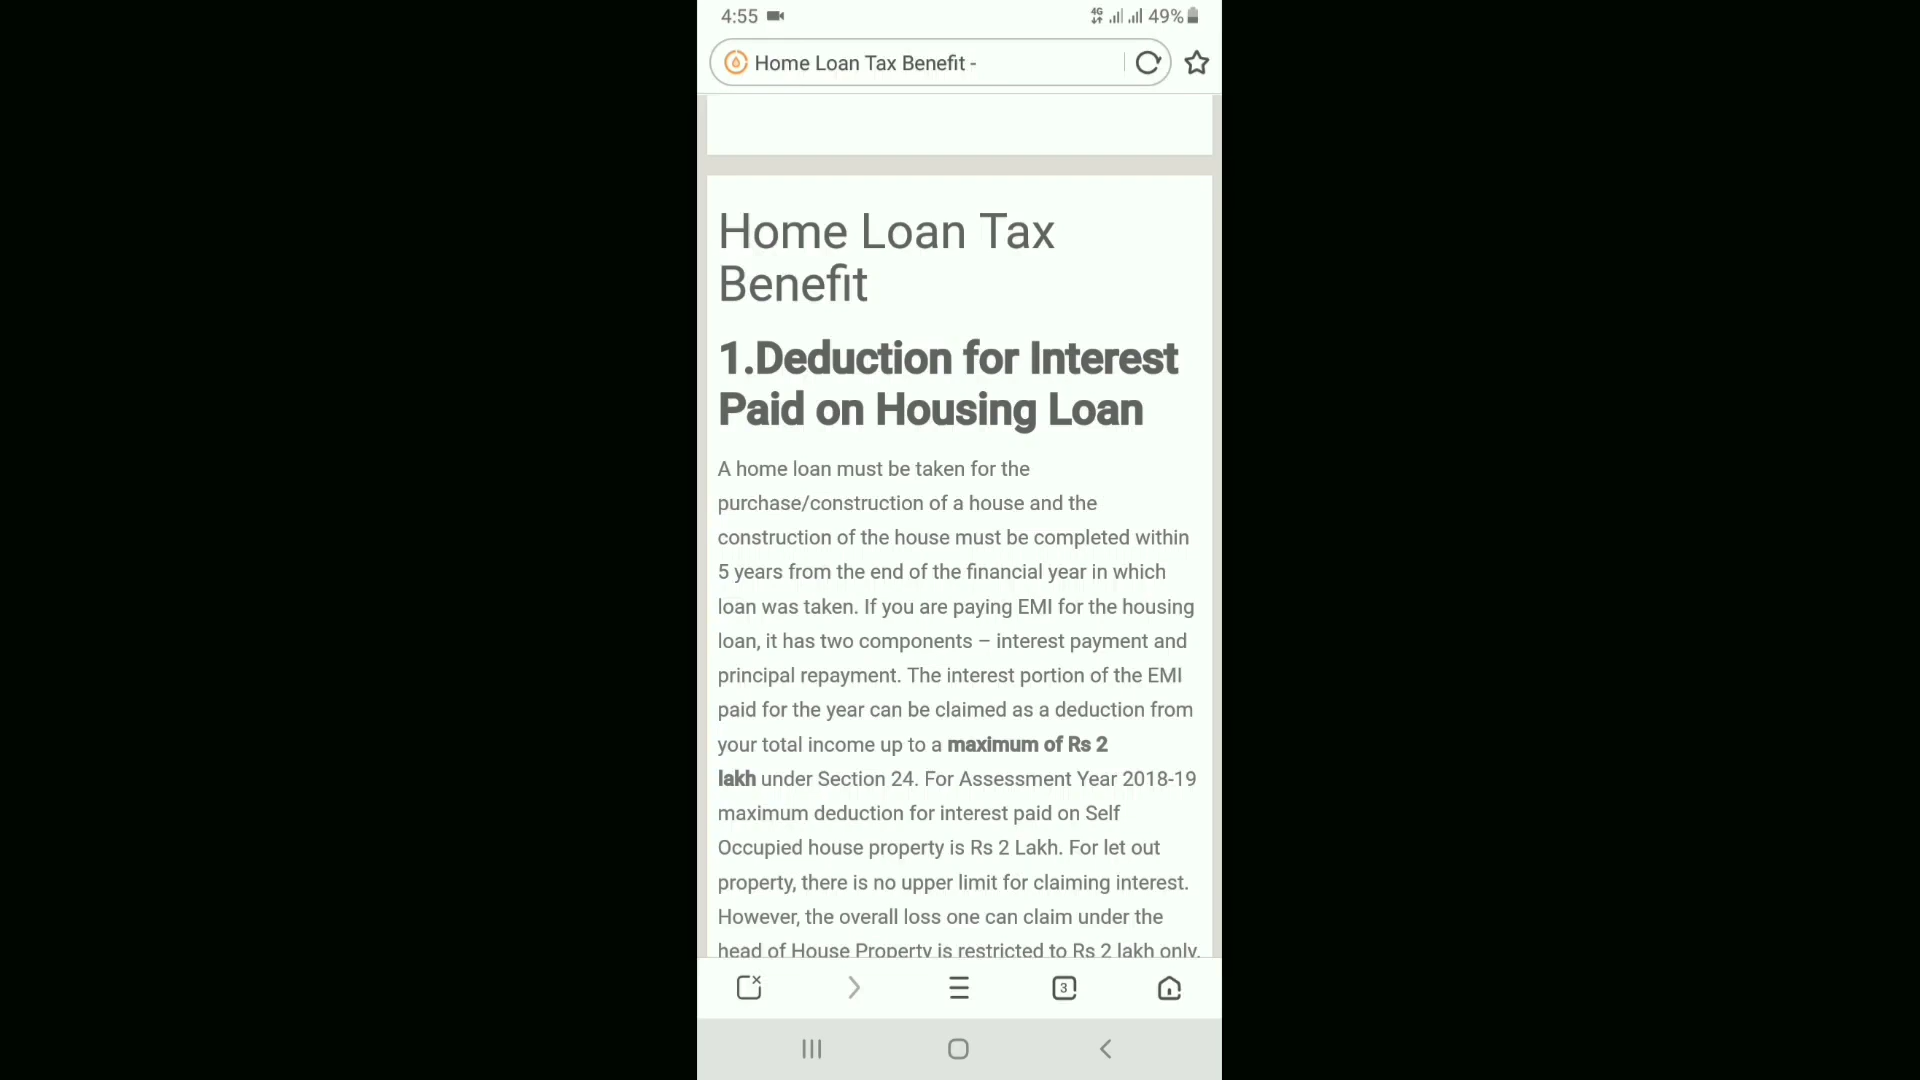 4:55
4G
49%
Home Loan Tax Benefit -
Home Loan Tax
Benefit
1.Deduction for Interest
Paid on Housing Loan
A home loan must be taken for the
purchase/construction of a house and the
construction of the house must be completed within
5 years from the end of the financial year in which
loan was taken. If you are paying EMI for the housing
loan, it has two components – interest payment and
principal repayment. The interest portion of the EMI
paid for the year can be claimed as a deduction from
your total income up to a maximum of Rs 2
lakh under Section 24. For Assessment Year 2018-19
maximum deduction for interest paid on Self
Occupied house property is Rs 2 Lakh. For let out
property, there is no upper limit for claiming interest.
However, the overall loss one can claim under the
head of House Property is restricted to Rs 2 lakh only.
3